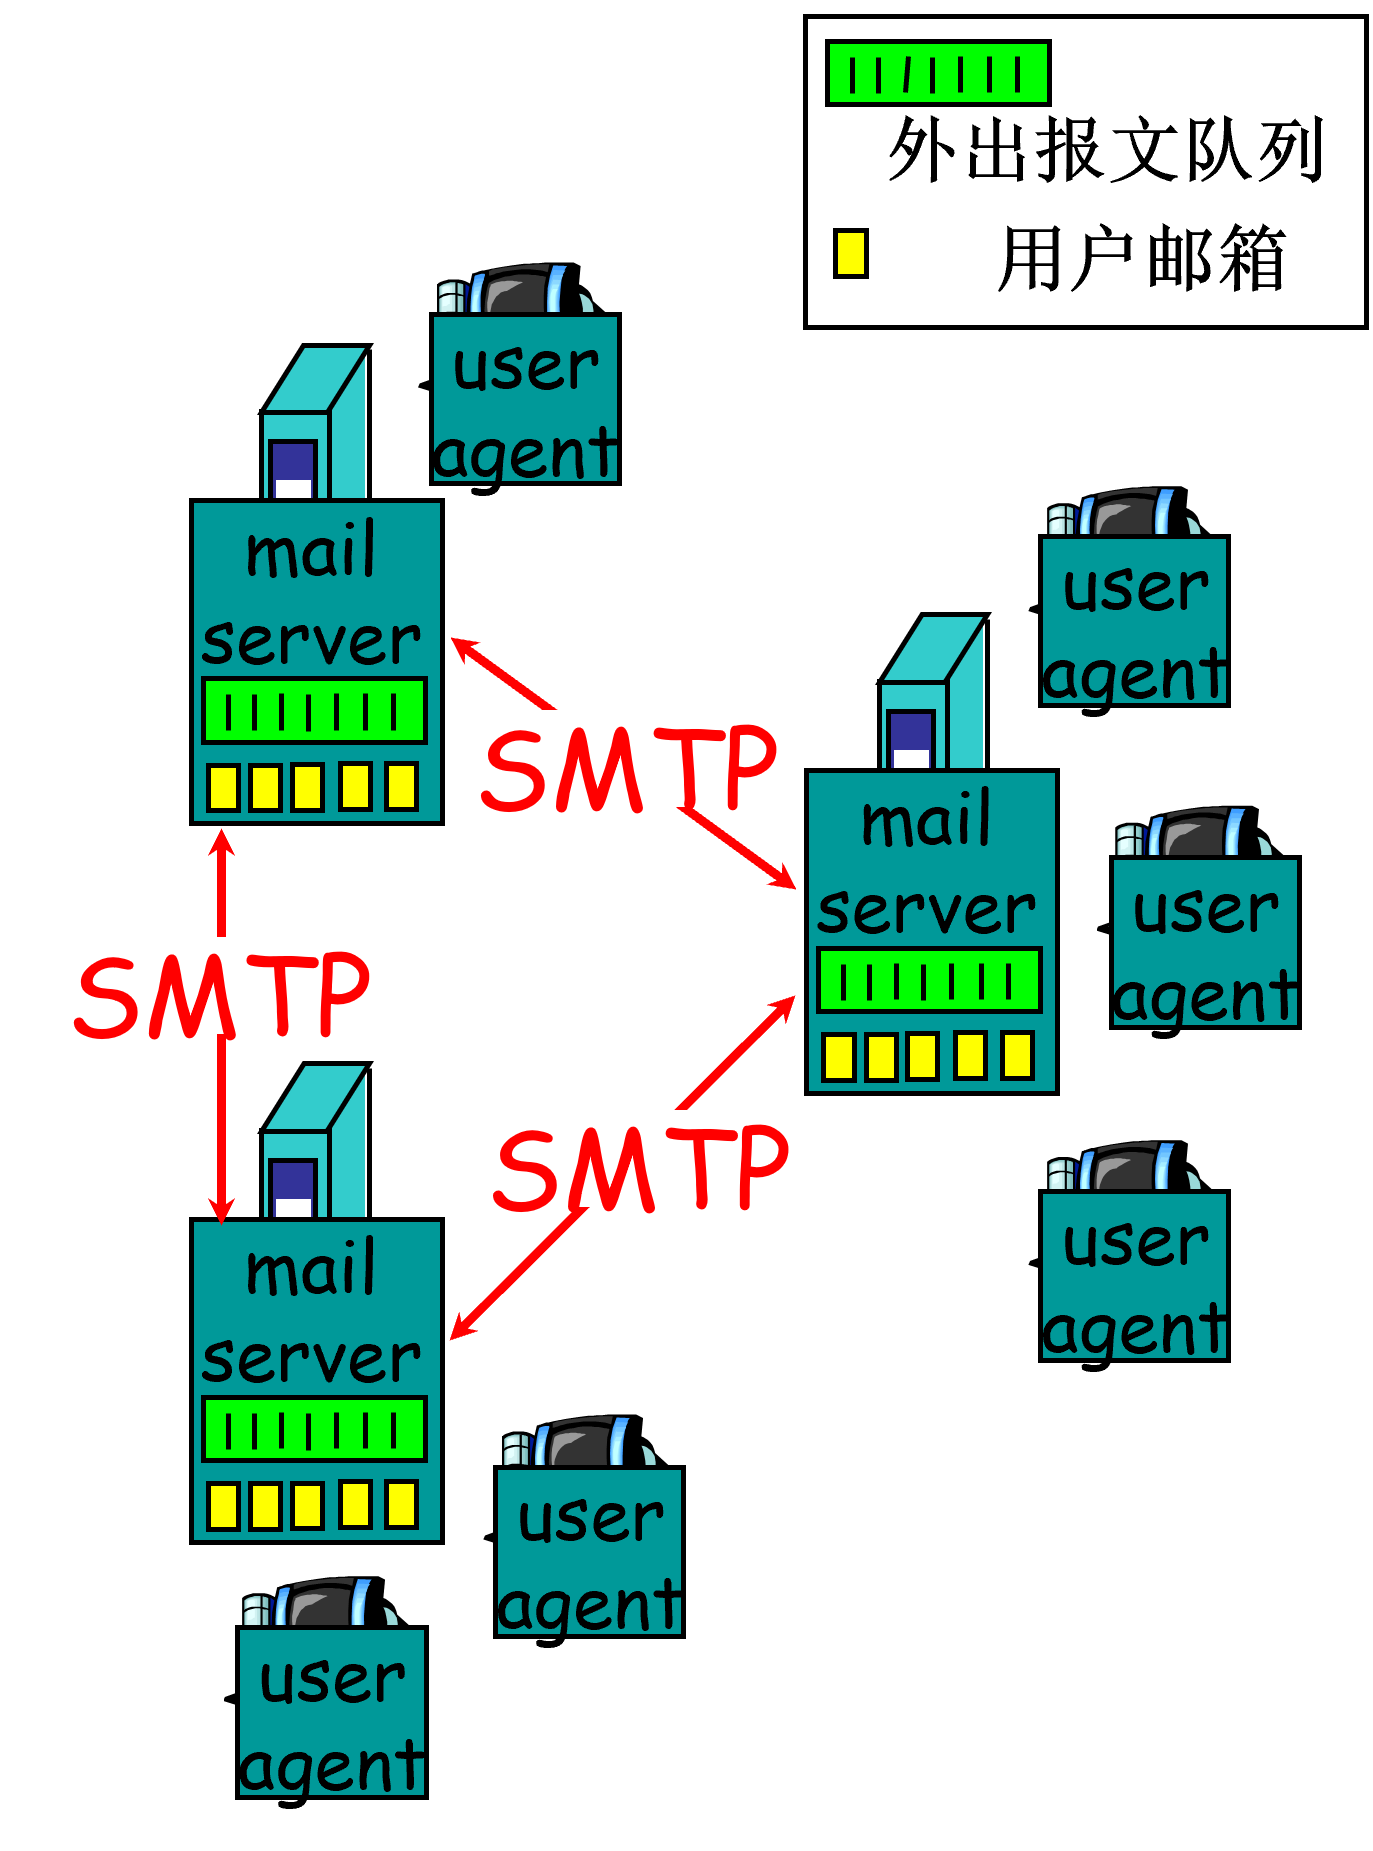 外出报文队列
用户邮箱
user
agent
mail
server
user
agent
SMTP
mail
server
user
agent
SMTP
SMTP
user
agent
mail
server
user
agent
user
agent